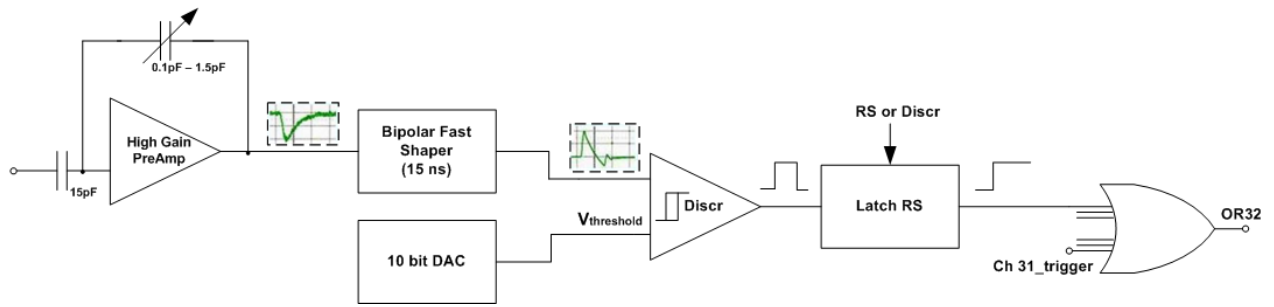 0.1pF – 1.5pF
High Gain
PreAmp
15pF
Bipolar Fast
Shaper
(15 ns)
10 bit DAC
Vthreshold
Discr
RS or Discr
Latch RS
Ch 31_trigger
OR32